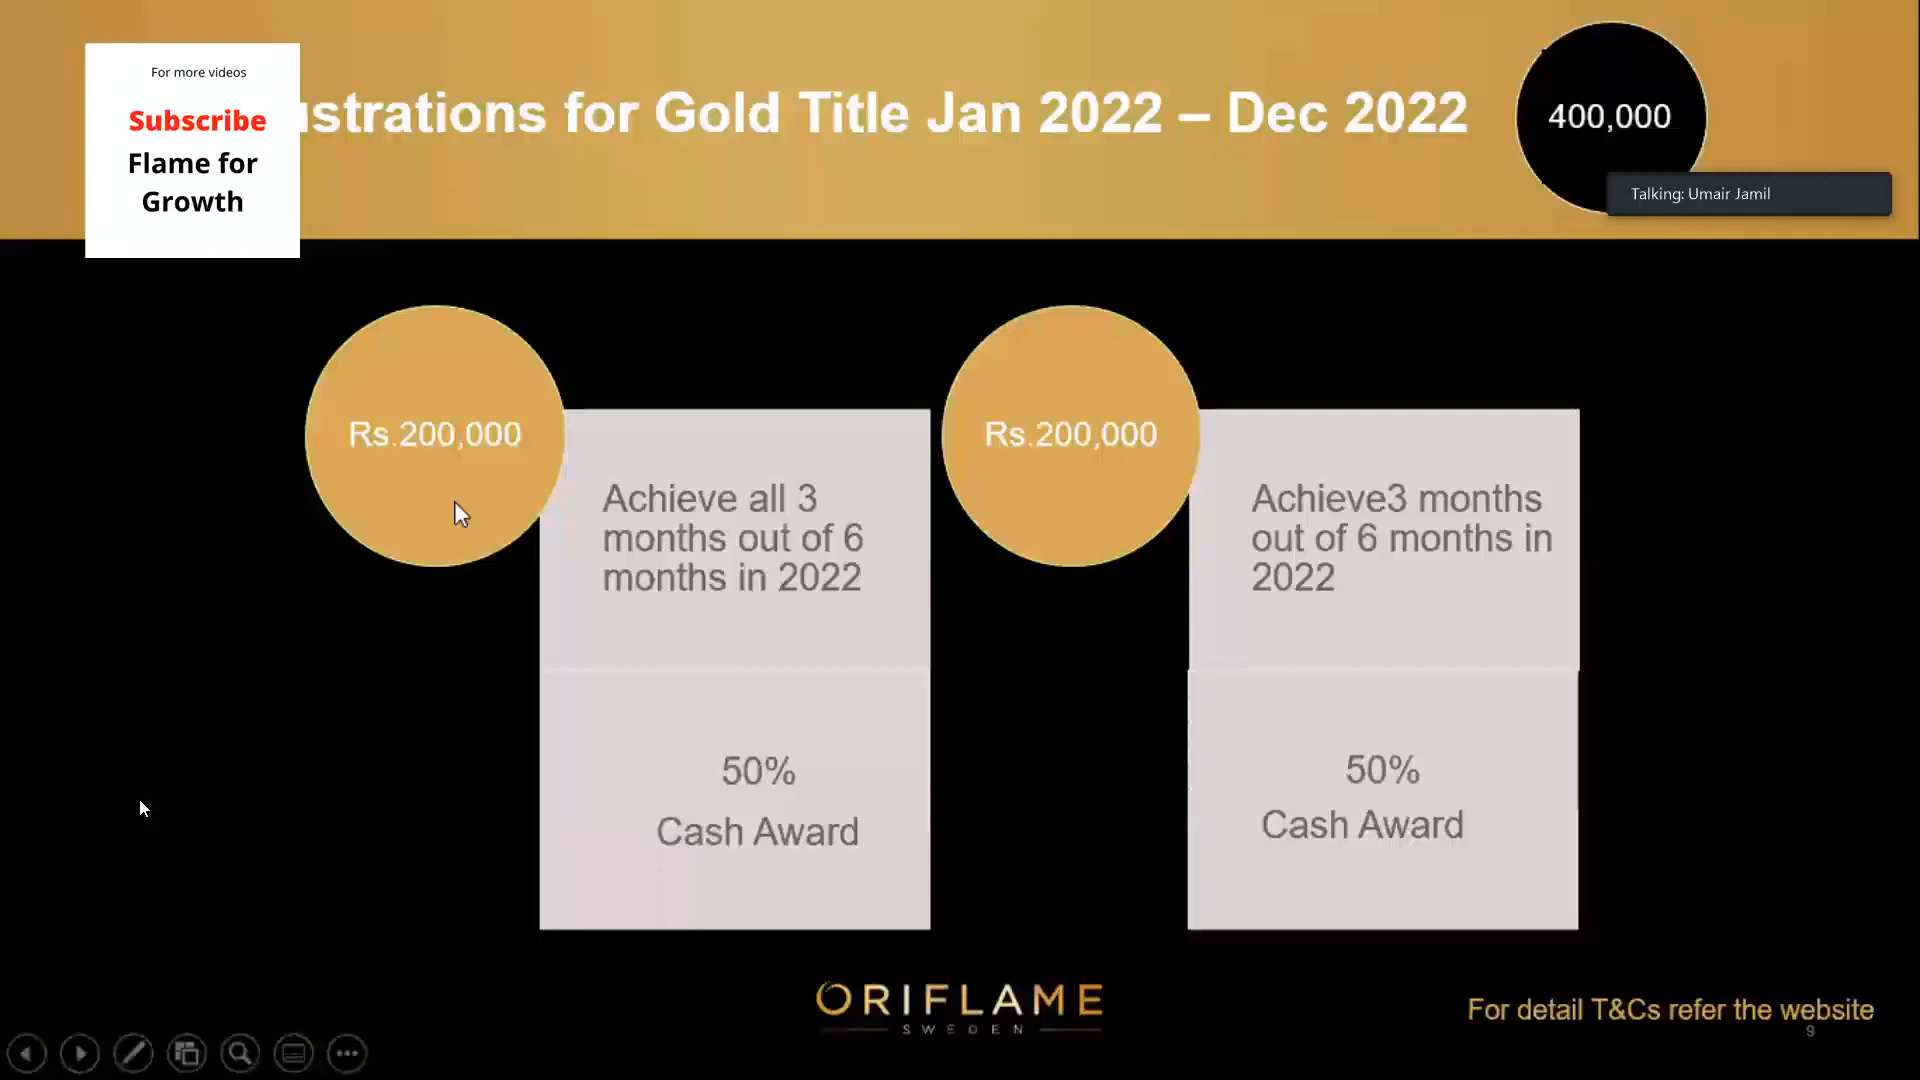 For more videos
Subscribe
Flame for
Growth
ustrations for Gold Title Jan 2022 – Dec 2022
400,000
Talking: Umair Jamil
Rs.200,000
Achieve all 3
months out of 6
months in 2022
50%
Cash Award
Rs.200,000
Achieve3 months
out of 6 months in
2022
50%
Cash Award
ORIFLAME
SWEDEN
For detail T&Cs refer the website
9